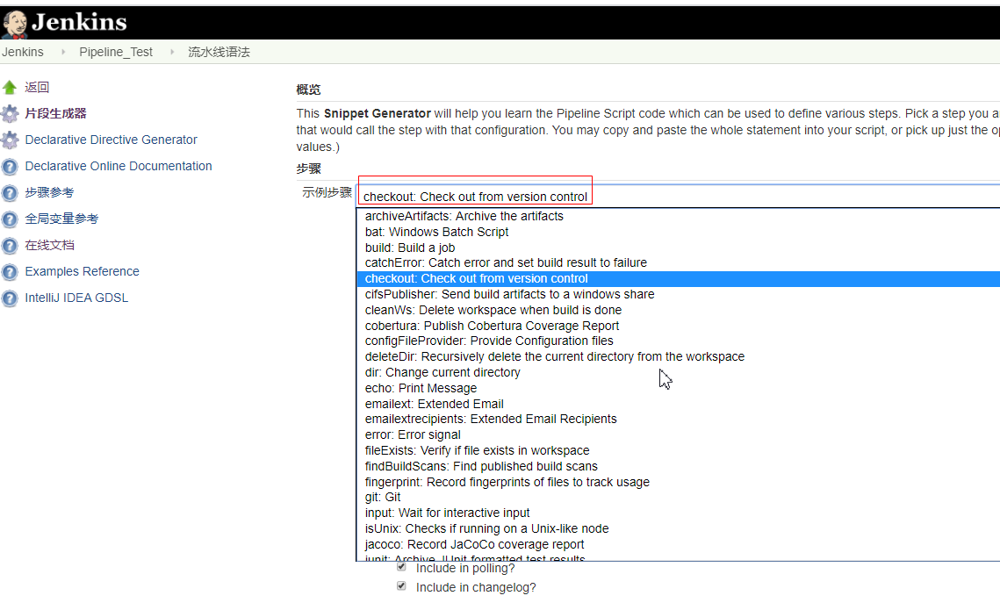 Jenkins
Jenkins Pipeline_Test 流水线语法
返回
片段生成器
Declarative Directive Generator
Declarative Online Documentation
步骤参考
全局变量参考
在线文档
Examples Reference
IntelliJ IDEA GDSL
概览
This Snippet Generator will help you learn the Pipeline Script code which can be used to define various steps. Pick a step you
that would call the step with that configuration. You may copy and paste the whole statement into your script, or pick up just the
values.)
步骤
示例步骤
checkout: Check out from version control
archiveArtifacts: Archive the artifacts
bat: Windows Batch Script
build: Build a job
catchError: Catch error and set build result to failure
checkout: Check out from version control
cifsPublisher: Send build artifacts to a windows share
cleanWs: Delete workspace when build is done
cobertura: Publish Cobertura Coverage Report
configFileProvider: Provide Configuration files
deleteDir: Recursively delete the current directory from the workspace
dir: Change current directory
echo: Print Message
emailext: Extended Email
emailextrecipients: Extended Email Recipients
error: Error signal
fileExists: Verify if file exists in workspace
findBuildScans: Find published build scans
fingerprint: Record fingerprints of files to track usage
git: Git
input: Wait for interactive input
isUnix: Checks if running on a Unix-like node
jacoco: Record JaCoCo coverage report
junit: Archive JUnit-formatted test results
Include in polling?
Include in changelog?